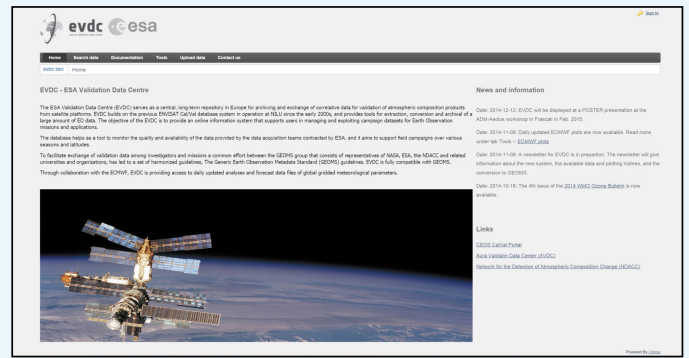 evdc esa
Sign In
Home Search data Documentation Tools Upload data Contact us
EVDC DEV Home
EVDC - ESA Validation Data Centre
The ESA Validation Data Centre (EVDC) serves as a central, long-term repository in Europe for archiving and exchange of correlative data for validation of atmospheric composition products
from satellite platforms. EVDC builds on the previous ENVISAT Cal/Val database system in operation at NILU since the early 2000s, and provides tools for extraction, conversion and archival of a
large amount of EO data. The objective of the EVDC is to provide an online information system that supports users in managing and exploiting campaign datasets for Earth Observation
missions and applications.
The database helps as a tool to monitor the quality and availability of the data provided by the data acquisition teams contracted by ESA, and it aims to support field campaigns over various
seasons and latitudes.
To facilitate exchange of validation data among investigators and missions a common effort between the GEOMS group that consists of representatives of NASA, ESA, the NDACC and related
universities and organizations, has led to a set of harmonized guidelines, The Generic Earth Observation Metadata Standard (GEOMS) guidelines. EVDC is fully compatible with GEOMS.
Through collaboration with the ECMWF, EVDC is providing access to daily updated analyses and forecast data files of global gridded meteorological parameters.
News and information
Date: 2014-12-12: EVDC will be displayed at a POSTER presentation at the
ADM-Aeolus workshop in Frascati in Feb. 2015.
Date: 2014-11-06: Daily updated ECMWF plots are now available. Read more
under tab Tools -- ECMWF plots
Date: 2014-11-06: A newsletter for EVDC is in prepartion. The newsletter will give
information about the new system, the available data and plotting rutines, and the
conversion to GEOMS.
Date: 2014-10-16: The 4th issue of the 2014 WMO Ozone Bulletin is now
available.
Links
CEOS Cal/Val Portal
Aura Validatin Data Center (AVDC)
Network for the Detection of Atmospheric Composition Change (NDACC)
Powered By Liferay